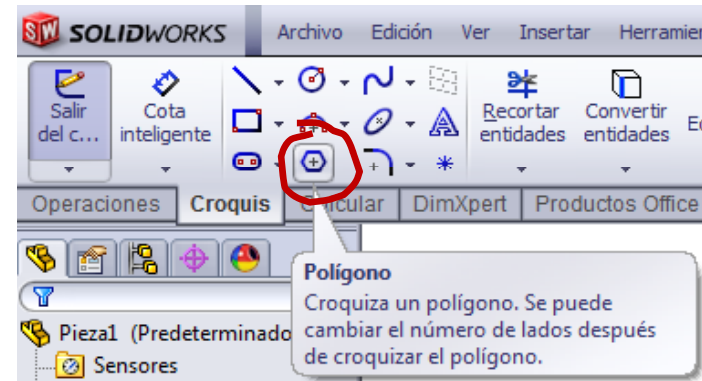 SOLIDWORKS Archivo Edición Ver Insertar
Salir del c...
Cota inteligente
Recortar entidades
Convertir entidades
Operaciones Croquis DimXpert Productos Office
Polígono
Croquiza un polígono. Se puede
cambiar el número de lados después
de croquizar el polígono.
Pieza1 (Predeterminado
Sensores